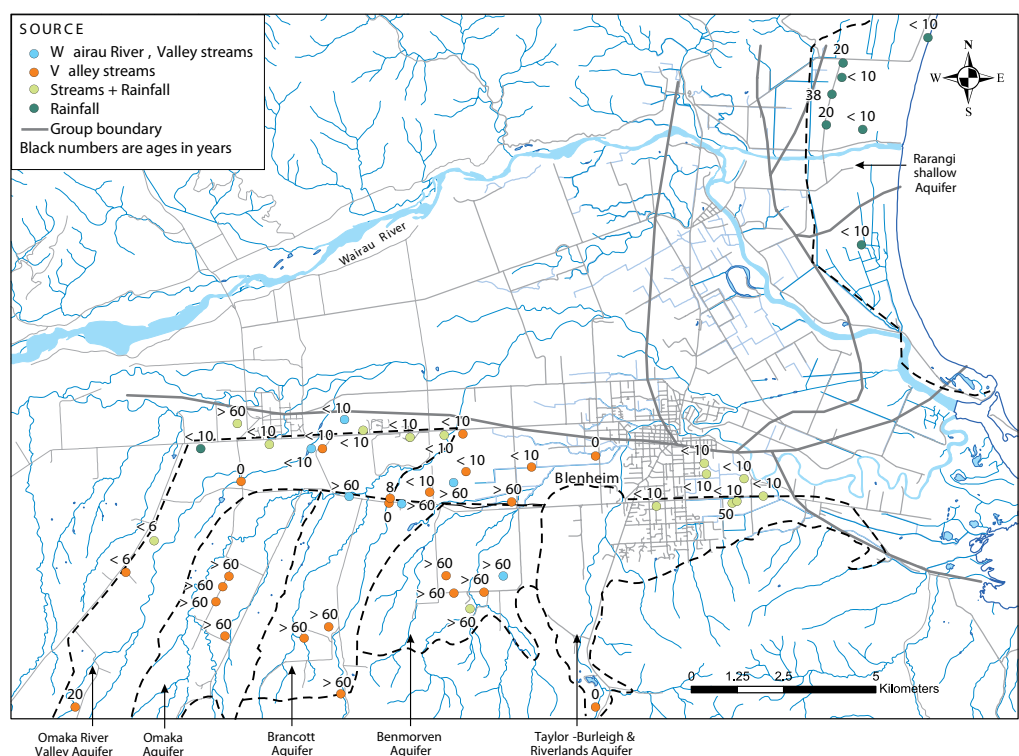 SOURCE
W airau River , Valley streams
V alley streams
Streams + Rainfall
Rainfall
Group boundary
Black numbers are ages in years
< 10
20
< 10
38
20
< 10
N
W E
S
Rarangi
shallow
Aquifer
Wairau River
< 10
> 60
< 10
< 10
< 10
< 10
< 10
< 10
< 10
0
< 10
< 10
0
> 60
8
< 10
> 60
> 60
> 60
0
Blenheim
< 10
< 10
< 10
< 10
< 10
50
< 10
< 6
< 6
> 60
> 60
> 60
> 60
> 60
> 60
> 60
> 60
> 60
> 60
> 60
> 60
20
0
0 1.25 2.5 5
Kilometers
Omaka River
Valley Aquifer
Omaka
Aquifer
Brancott
Aquifer
Benmorven
Aquifer
Taylor -Burleigh &
Riverlands Aquifer